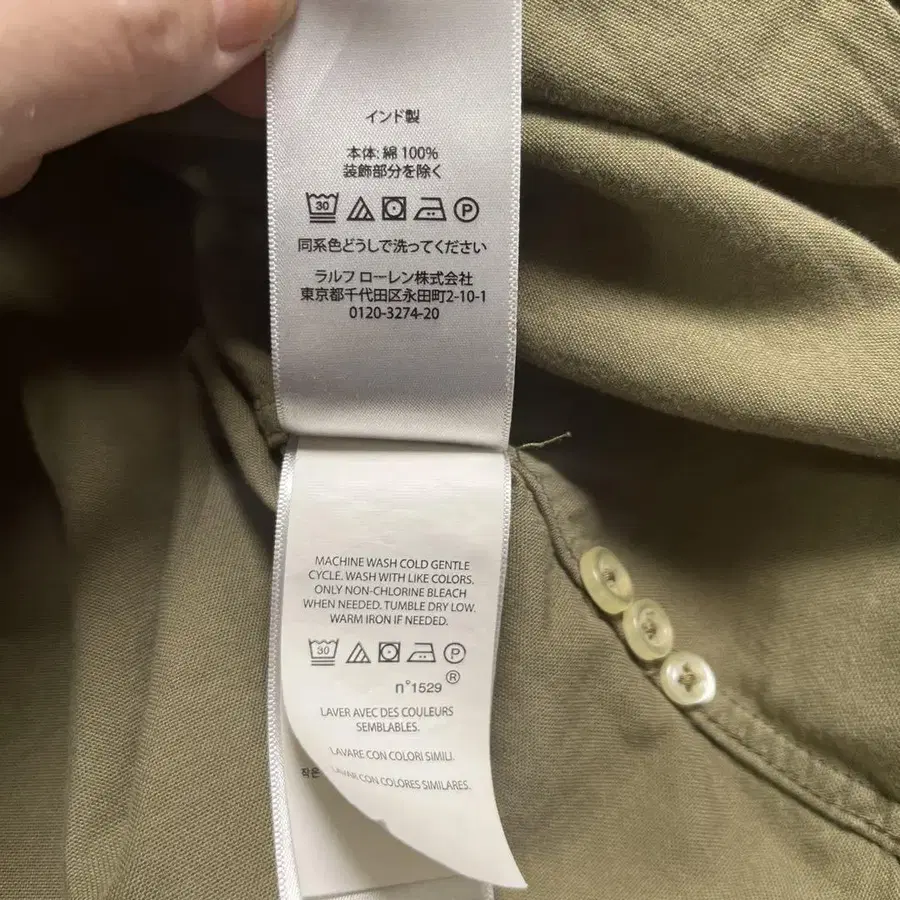 インド製
本体: 綿 100%
装飾部分を除く
30 P
同系色どうしで洗ってください
ラルフ ローレン株式会社
東京都千代田区永田町2-10-1
0120-3274-20
MACHINE WASH COLD GENTLE
CYCLE. WASH WITH LIKE COLORS.
ONLY NON-CHLORINE BLEACH
WHEN NEEDED. TUMBLE DRY LOW.
WARM IRON IF NEEDED.
30 P
n°1529 ®
LAVER AVEC DES COULEURS
SEMBLABLES.
LAVARE CON COLORI SIMILI.
LAVAR CON COLORES SIMILARES.
작은